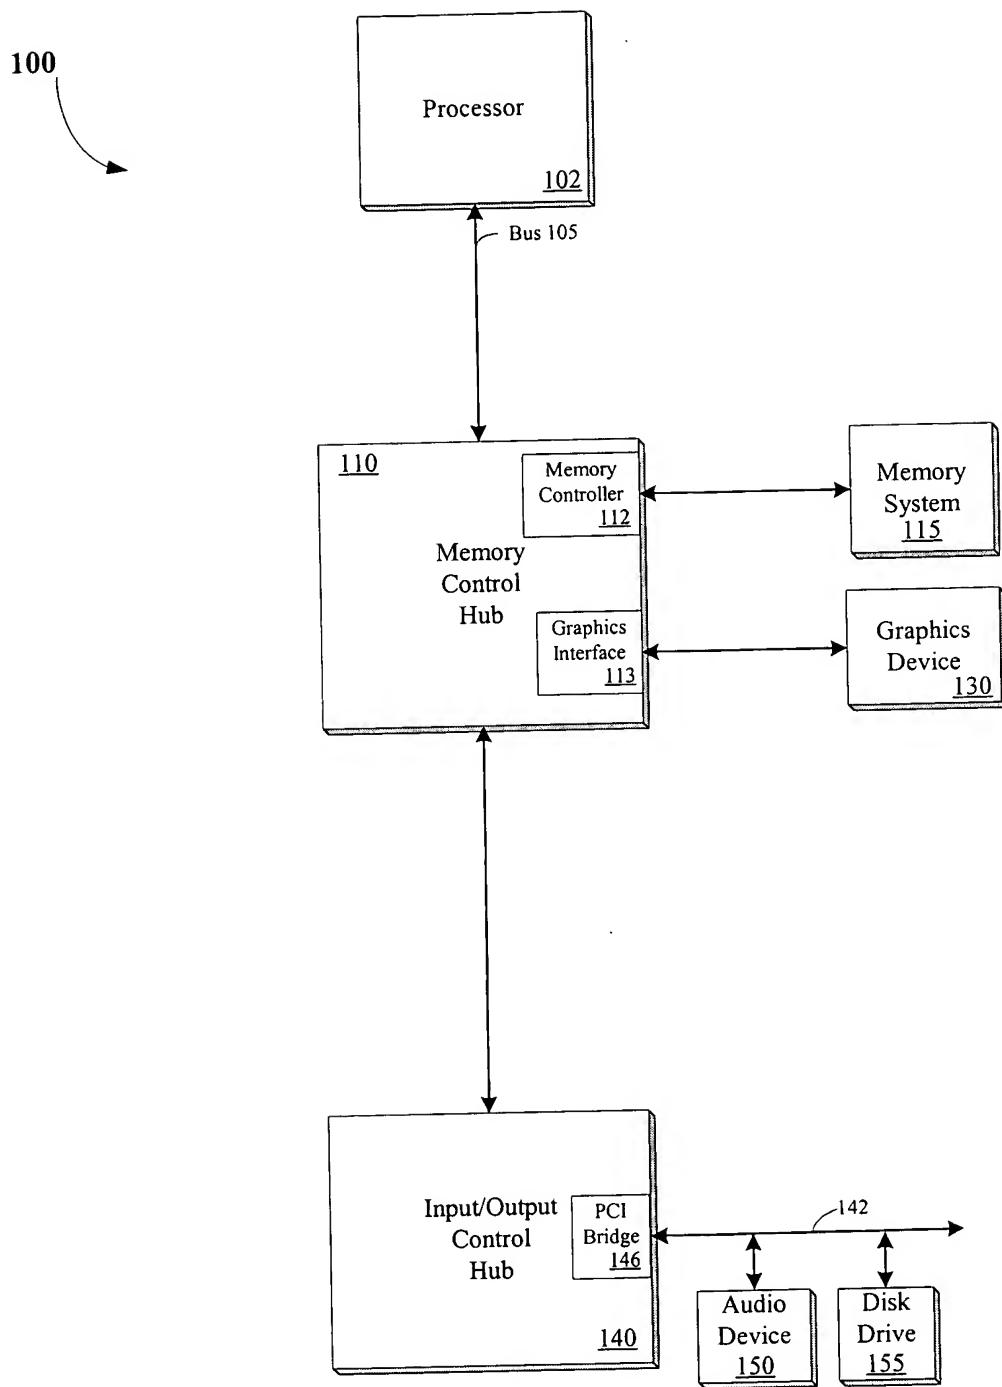 100
Processor
102
Bus 105
110
Memory
Controller
112
Memory
Control
Hub
Graphics
Interface
113
Memory
System
115
Graphics
Device
130
Input/Output
Control
Hub
140
PCI
Bridge
146
142
Audio
Device
150
Disk
Drive
155